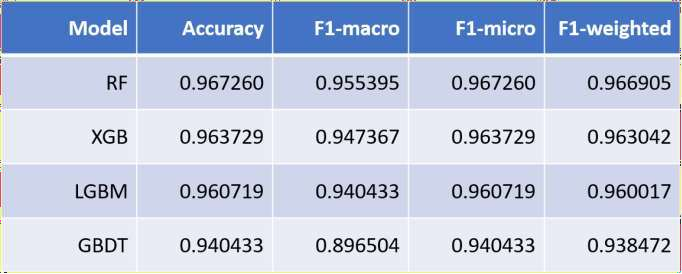 Model Accuracy F1-macro F1-micro F1-weighted
RF 0.967260 0.955395 0.967260 0.966905
XGB 0.963729 0.947367 0.963729 0.963042
LGBM 0.960719 0.940433 0.960719 0.960017
GBDT 0.940433 0.896504 0.940433 0.938472